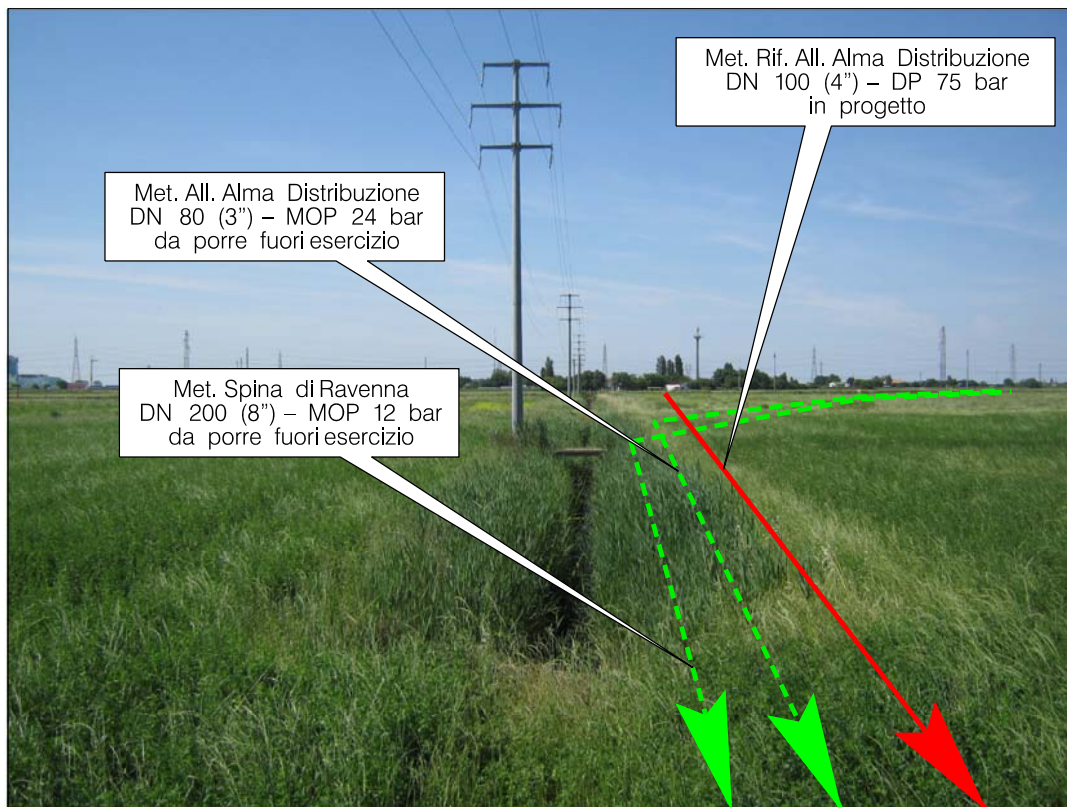 Met. Rif. All. Alma Distribuzione
DN 100 (4") – DP 75 bar
in progetto
Met. All. Alma Distribuzione
DN 80 (3") – MOP 24 bar
da porre fuori esercizio
Met. Spina di Ravenna
DN 200 (8") – MOP 12 bar
da porre fuori esercizio